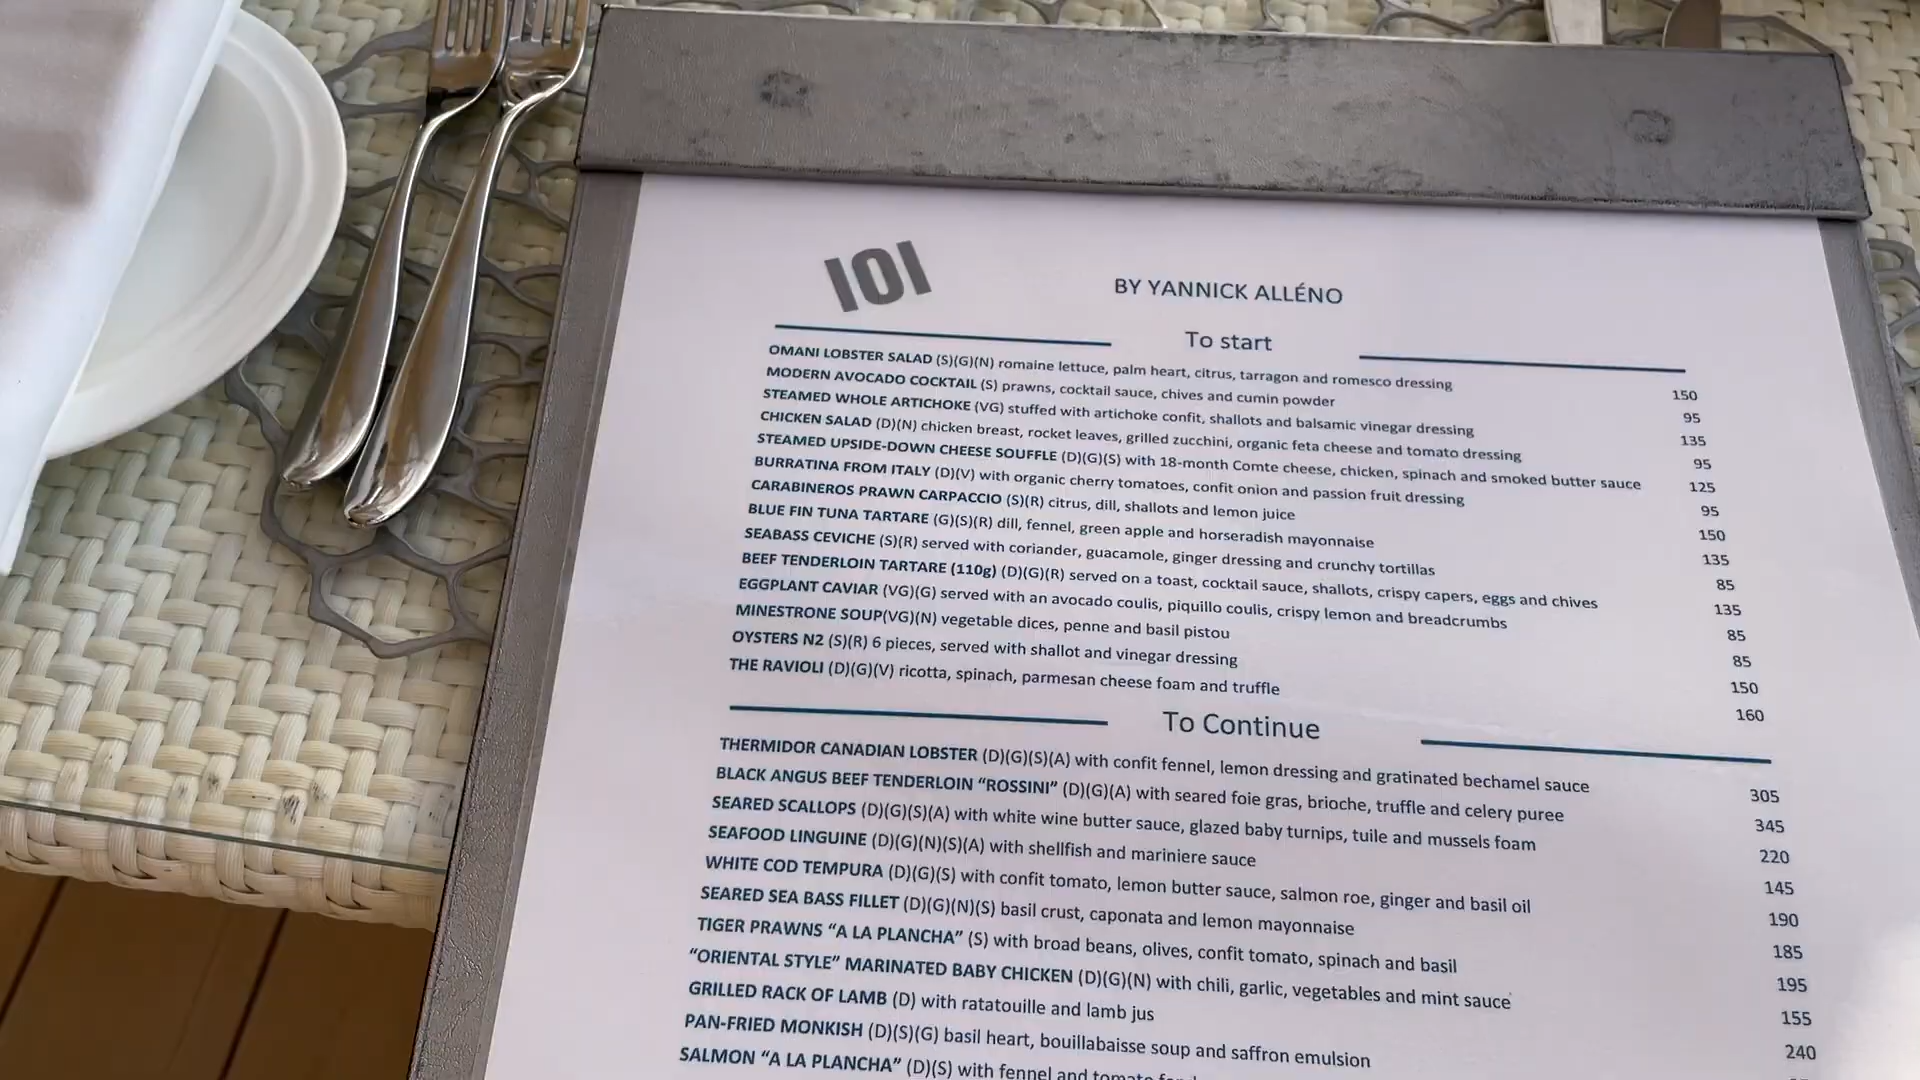 101
BY YANNICK ALLÉNO
To start
OMANI LOBSTER SALAD (S)(G)(N) romaine lettuce, palm heart, citrus, tarragon and romesco dressing 150
MODERN AVOCADO COCKTAIL (S) prawns, cocktail sauce, chives and cumin powder 95
STEAMED WHOLE ARTICHOKE (VG) stuffed with artichoke confit, shallots and balsamic vinegar dressing 135
CHICKEN SALAD (D)(N) chicken breast, rocket leaves, grilled zucchini, organic feta cheese and tomato dressing 95
STEAMED UPSIDE-DOWN CHEESE SOUFFLE (D)(G)(S) with 18-month Comte cheese, chicken, spinach and smoked butter sauce 125
BURRATINA FROM ITALY (D)(V) with organic cherry tomatoes, confit onion and passion fruit dressing 95
CARABINEROS PRAWN CARPACCIO (S)(R) citrus, dill, shallots and lemon juice 150
BLUE FIN TUNA TARTARE (G)(S)(R) dill, fennel, green apple and horseradish mayonnaise 135
SEABASS CEVICHE (S)(R) served with coriander, guacamole, ginger dressing and crunchy tortillas 85
BEEF TENDERLOIN TARTARE (110g) (D)(G)(R) served on a toast, cocktail sauce, shallots, crispy capers, eggs and chives 135
EGGPLANT CAVIAR (VG)(G) served with an avocado coulis, piquillo coulis, crispy lemon and breadcrumbs 85
MINESTRONE SOUP(VG)(N) vegetable dices, penne and basil pistou 85
OYSTERS N2 (S)(R) 6 pieces, served with shallot and vinegar dressing 150
THE RAVIOLI (D)(G)(V) ricotta, spinach, parmesan cheese foam and truffle 160
To Continue
THERMIDOR CANADIAN LOBSTER (D)(G)(S)(A) with confit fennel, lemon dressing and gratinated bechamel sauce 305
BLACK ANGUS BEEF TENDERLOIN “ROSSINI” (D)(G)(A) with seared foie gras, brioche, truffle and celery puree 345
SEARED SCALLOPS (D)(G)(S)(A) with white wine butter sauce, glazed baby turnips, tuile and mussels foam 220
SEAFOOD LINGUINE (D)(G)(N)(S)(A) with shellfish and mariniere sauce 145
WHITE COD TEMPURA (D)(G)(S) with confit tomato, lemon butter sauce, salmon roe, ginger and basil oil 190
SEARED SEA BASS FILLET (D)(G)(N)(S) basil crust, caponata and lemon mayonnaise 185
TIGER PRAWNS “A LA PLANCHA” (S) with broad beans, olives, confit tomato, spinach and basil 195
“ORIENTAL STYLE” MARINATED BABY CHICKEN (D)(G)(N) with chili, garlic, vegetables and mint sauce 155
GRILLED RACK OF LAMB (D) with ratatouille and lamb jus 240
PAN-FRIED MONKISH (D)(S)(G) basil heart, bouillabaisse soup and saffron emulsion
SALMON “A LA PLANCHA” (D)(S) with fennel and tomato